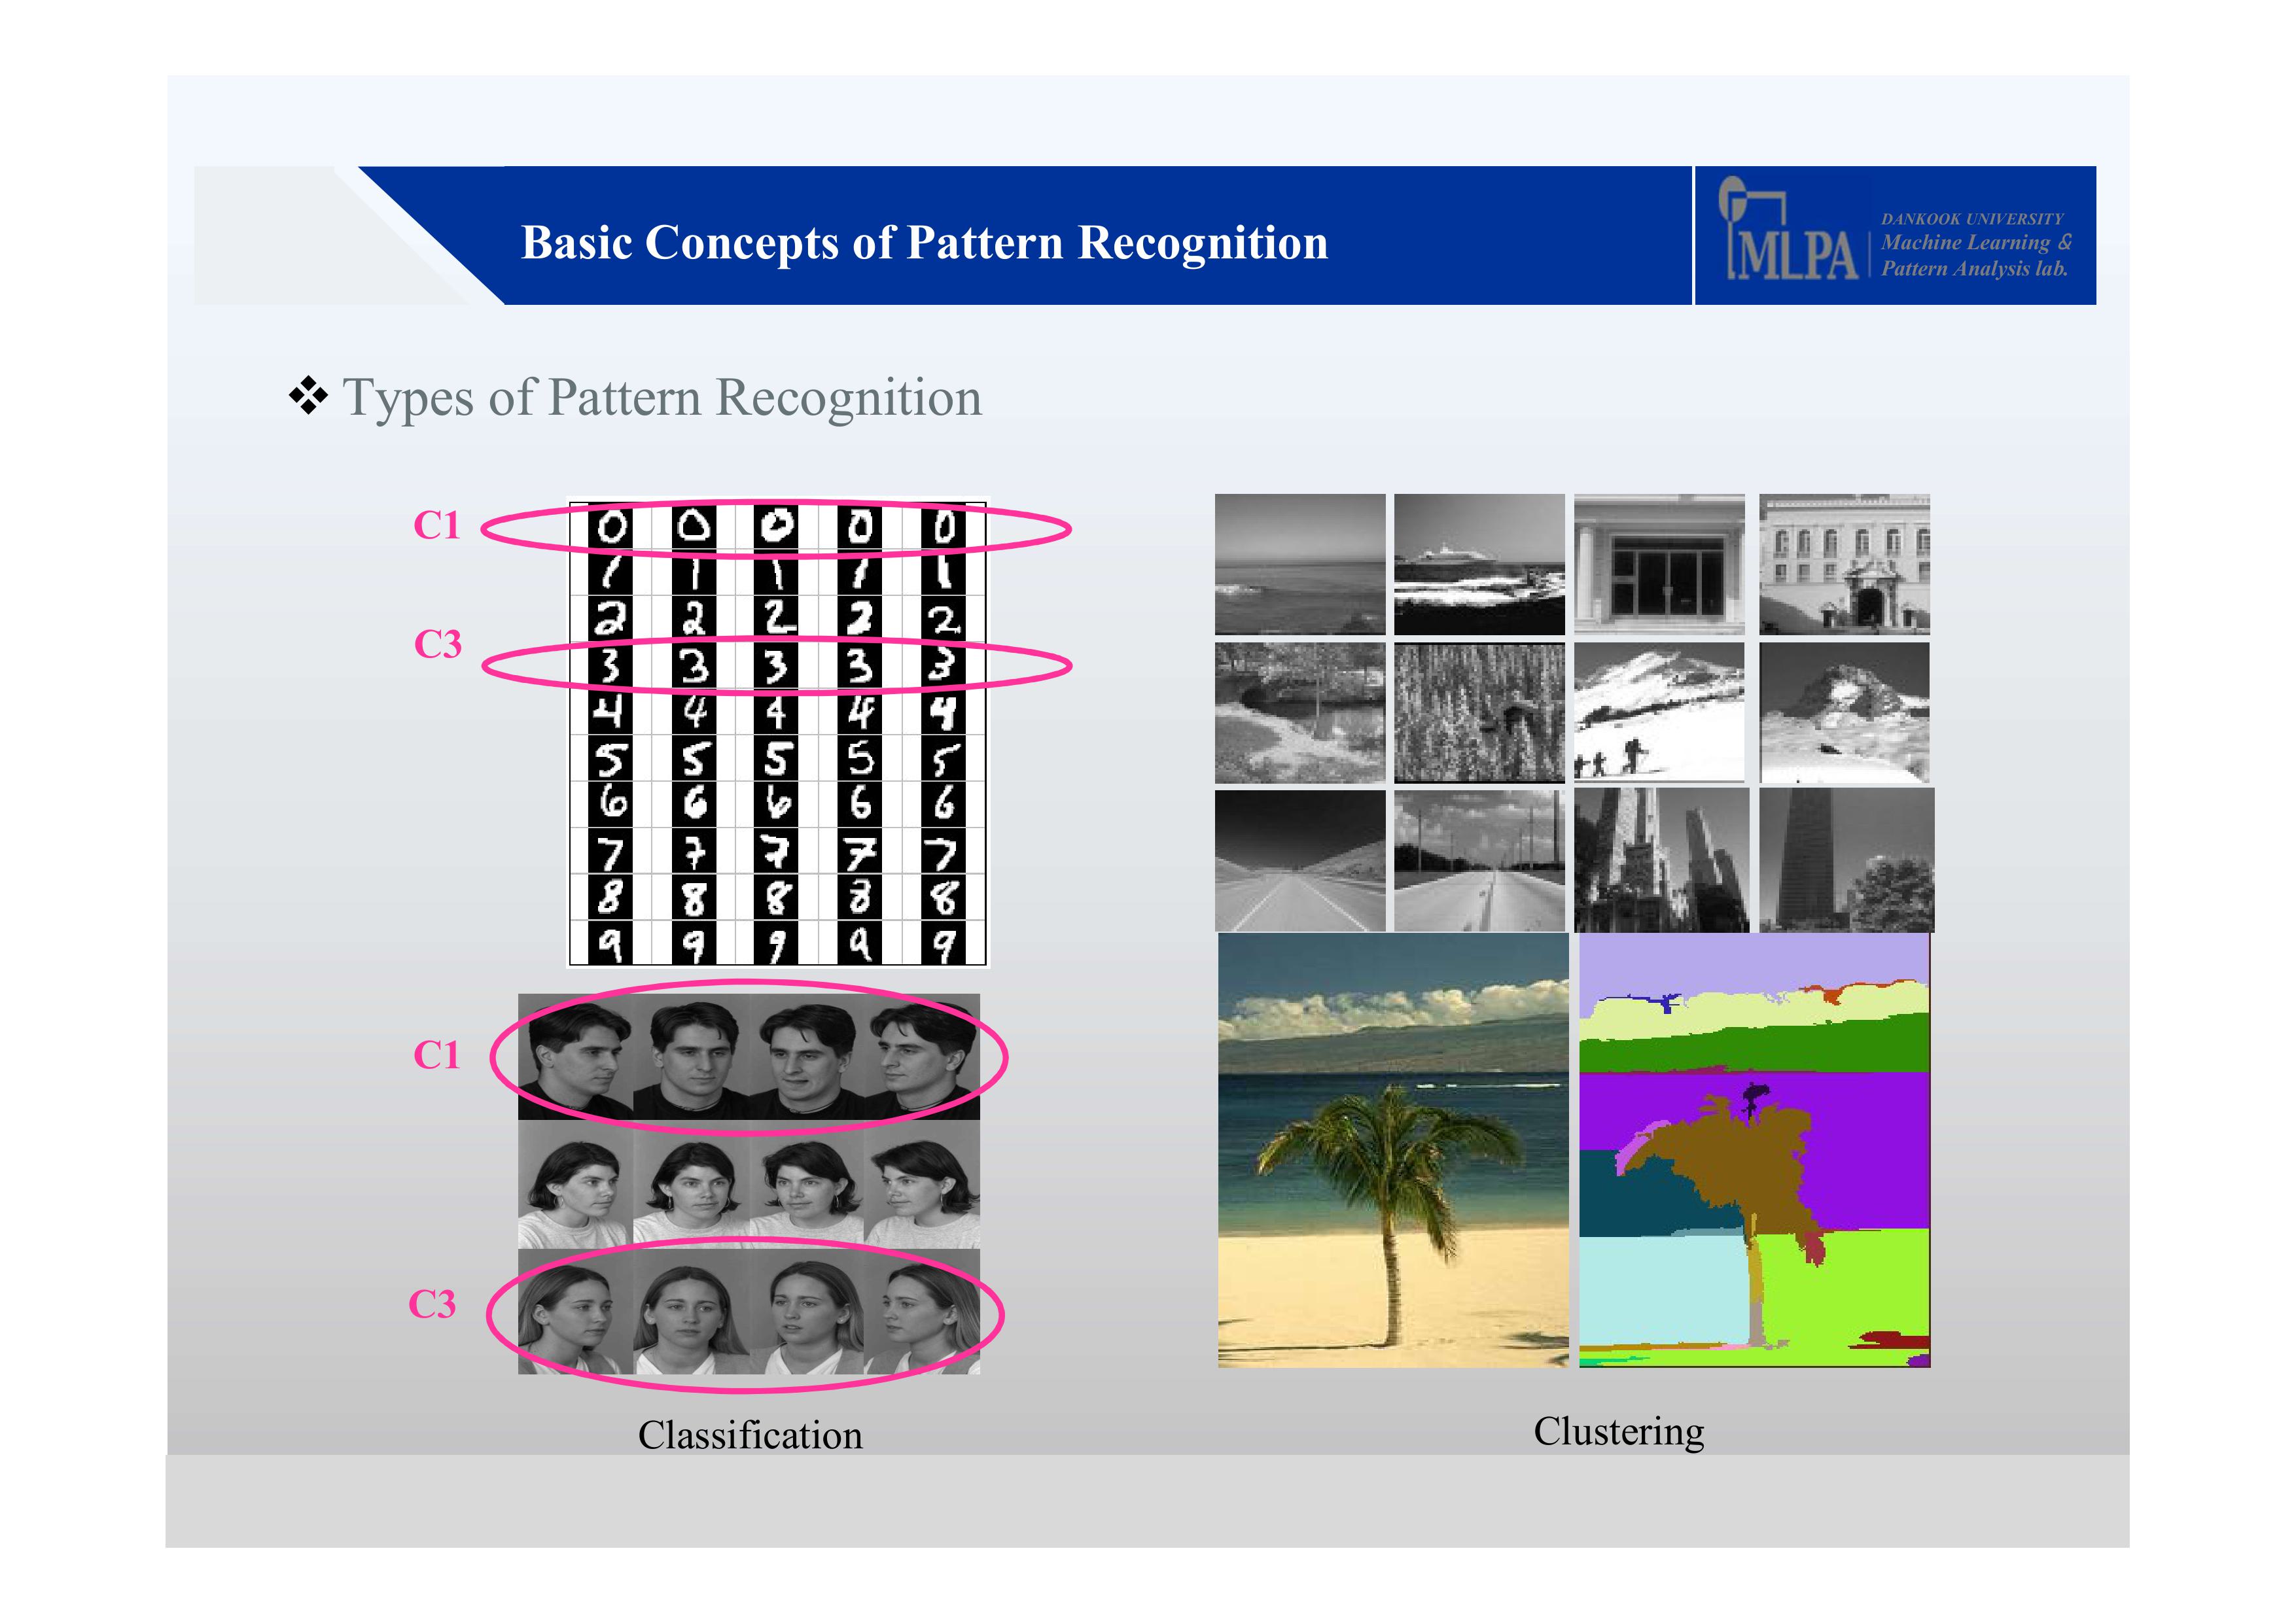 Basic Concepts of Pattern Recognition
MLPA
DANKOOK UNIVERSITY
Machine Learning &
Pattern Analysis lab.
❖ Types of Pattern Recognition
C1
0 0 0 0 0
1 1 1 1 1
2 2 2 2 2
C3
3 3 3 3 3
4 4 4 4 4
5 5 5 5 5
6 6 6 6 6
7 7 7 7 7
8 8 8 8 8
9 9 9 9 9
C1
C3
Classification
Clustering